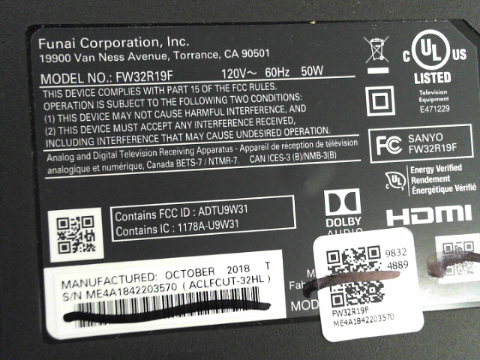 Funai Corporation, Inc.
19900 Van Ness Avenue, Torrance, CA 90501
MODEL NO.: FW32R19F 120V~ 60Hz 50W
THIS DEVICE COMPLIES WITH PART 15 OF THE FCC RULES.
OPERATION IS SUBJECT TO THE FOLLOWING TWO CONDITIONS:
(1) THIS DEVICE MAY NOT CAUSE HARMFUL INTERFERENCE, AND
(2) THIS DEVICE MUST ACCEPT ANY INTERFERENCE RECEIVED,
INCLUDING INTERFERENCE THAT MAY CAUSE UNDESIRED OPERATION.
Analog and Digital Television Receiving Apparatus - Appareil de réception de télévision
analogique et numérique, Canada BETS-7 / NTMR-7. CAN ICES-3 (B)/NMB-3(B)
C UL US
LISTED
Television
Equipment
E471229
FC SANYO
FW32R19F
Energy Verified
Rendement
Énergétique Vérifié
UL
Contains FCC ID : ADTU9W31
Contains IC : 1178A-U9W31
DOLBY
AUDIO
HDMI
MANUFACTURED: OCTOBER 2018 T
S/N ME4A1842203570 ( ACLFCUT-32HL )
Fab
MOD
9832
4889
FW32R19F
ME4A1842203570